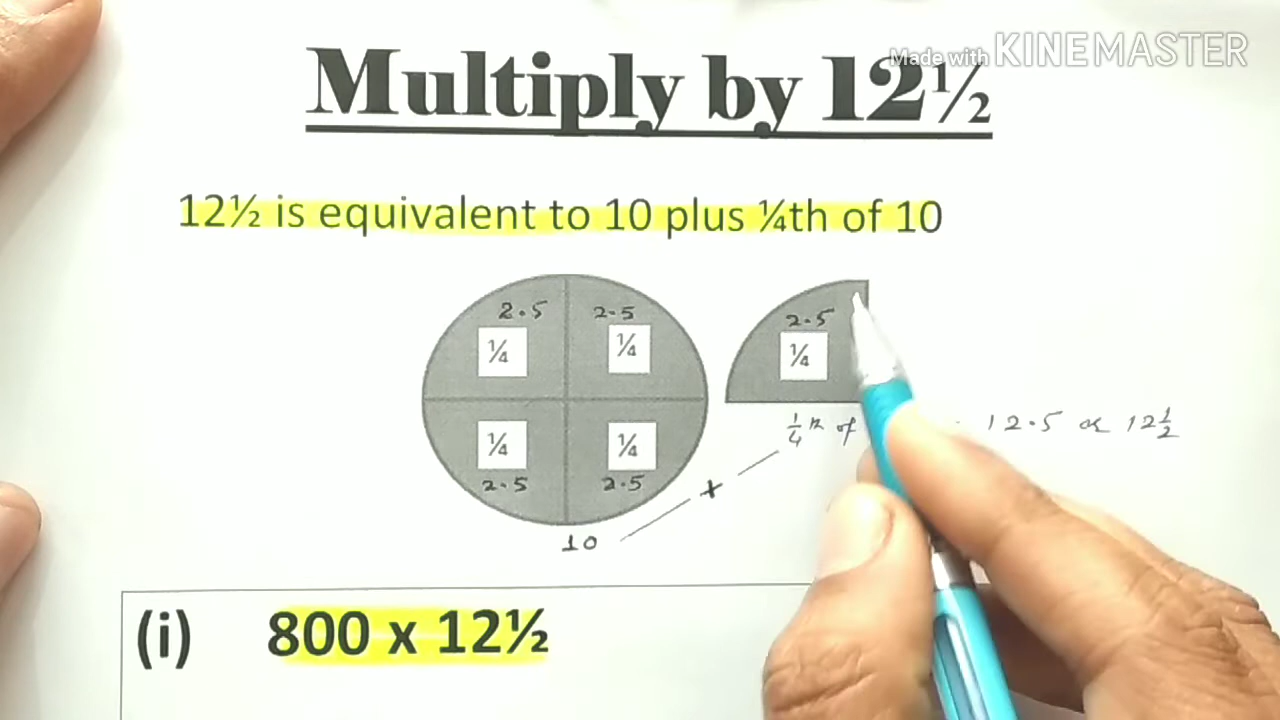 Made with KINEMASTER
Multiply by 12½
12½ is equivalent to 10 plus ¼th of 10
2.5 2.5 2.5
¼ ¼ ¼
¼ of 12.5 or 12½
¼ ¼
2.5 2.5
+
10
(i) 800 x 12½